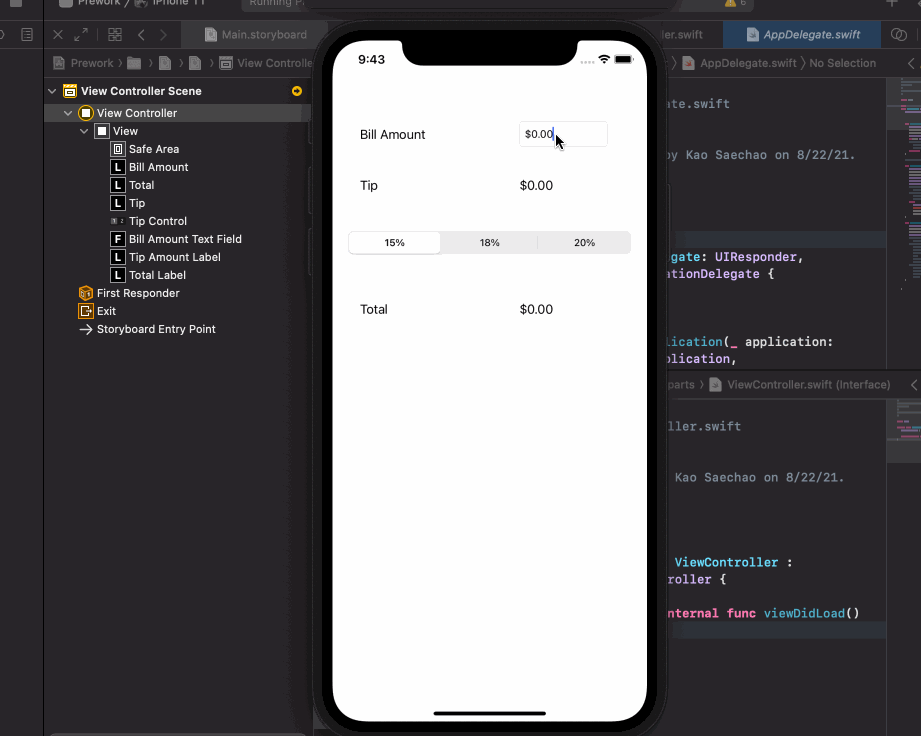 Prework
iPhone 11
Running P
6
Main.storyboard
ler.swift
AppDelegate.swift
Prework
View Controlle
AppDelegate.swift
No Selection
View Controller Scene
View Controller
View
Safe Area
L Bill Amount
L Total
L Tip
1 2 Tip Control
F Bill Amount Text Field
L Tip Amount Label
L Total Label
First Responder
Exit
Storyboard Entry Point
9:43
Bill Amount
$0.00
Tip
$0.00
15%
18%
20%
Total
$0.00
ate.swift
by Kao Saechao on 8/22/21.
gate: UIResponder,
ationDelegate {
lication(_ application:
plication,
parts
ViewController.swift (Interface)
ller.swift
Kao Saechao on 8/22/21.
ViewController :
roller {
nternal func viewDidLoad()